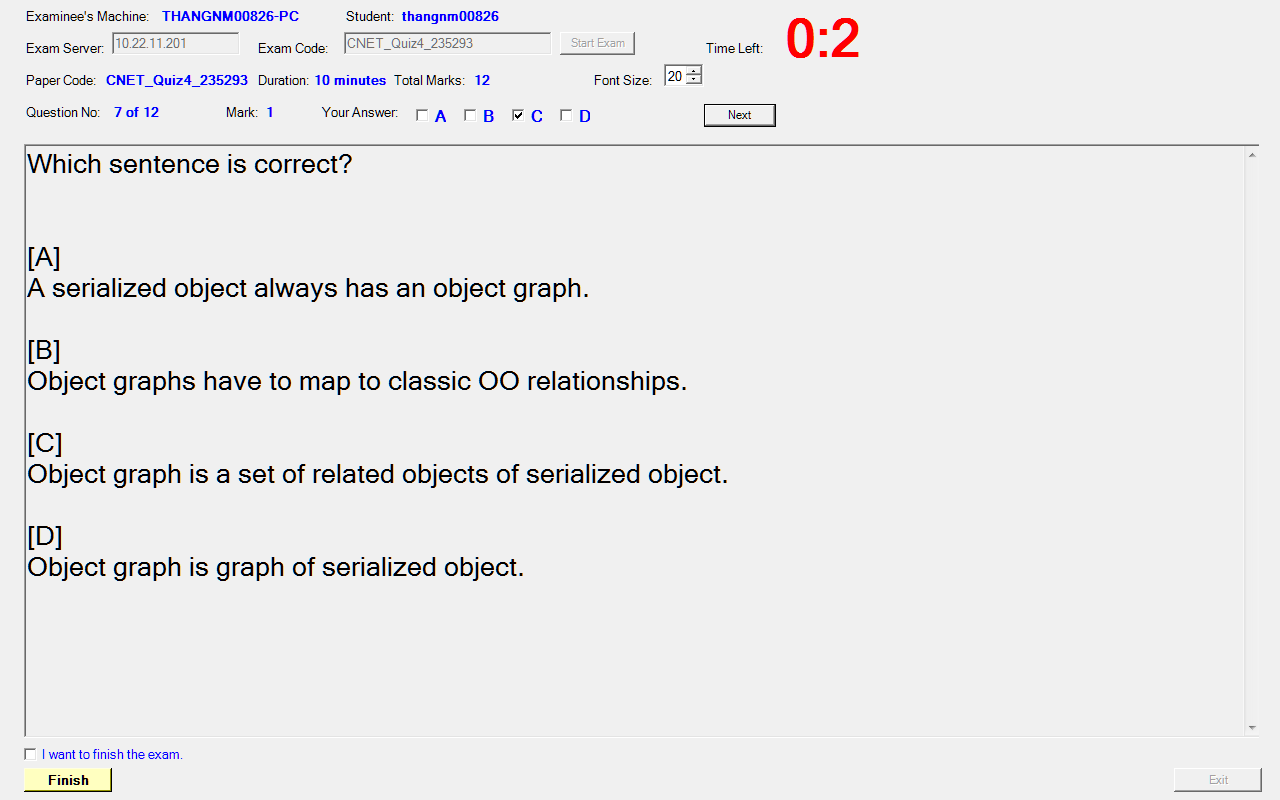 Examinee's Machine: THANGNM00826-PC Student: thangnm00826
Exam Server: 10.22.11.201 Exam Code: CNET_Quiz4_235293 Start Exam Time Left: 0:2
Paper Code: CNET_Quiz4_235293 Duration: 10 minutes Total Marks: 12 Font Size: 20
Question No: 7 of 12 Mark: 1 Your Answer: A B C D Next
Which sentence is correct?
[A]
A serialized object always has an object graph.
[B]
Object graphs have to map to classic OO relationships.
[C]
Object graph is a set of related objects of serialized object.
[D]
Object graph is graph of serialized object.
I want to finish the exam.
Finish Exit